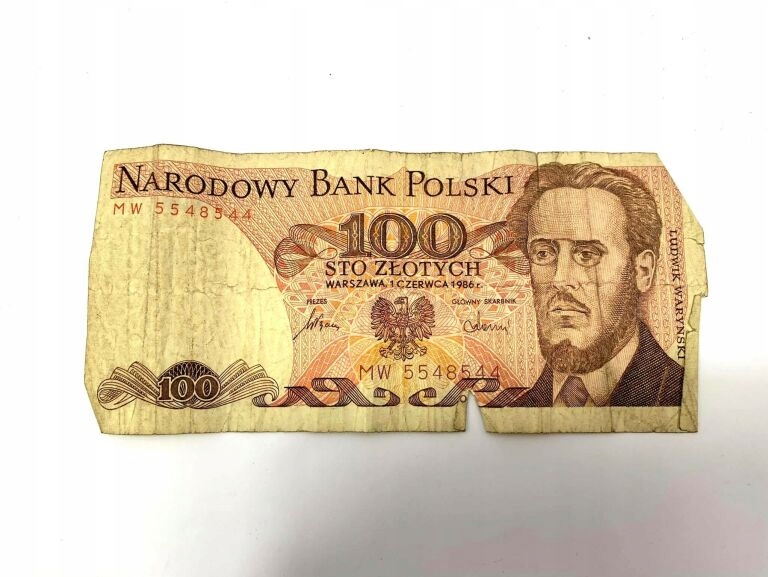 NARODOWY BANK POLSKI
MW 5548544
100
STO ZŁOTYCH
WARSZAWA, 1 CZERWCA 1986 r.
PREZES
GŁÓWNY SKARBNIK
MW 5548544
100
LUDWIK WARYŃSKI